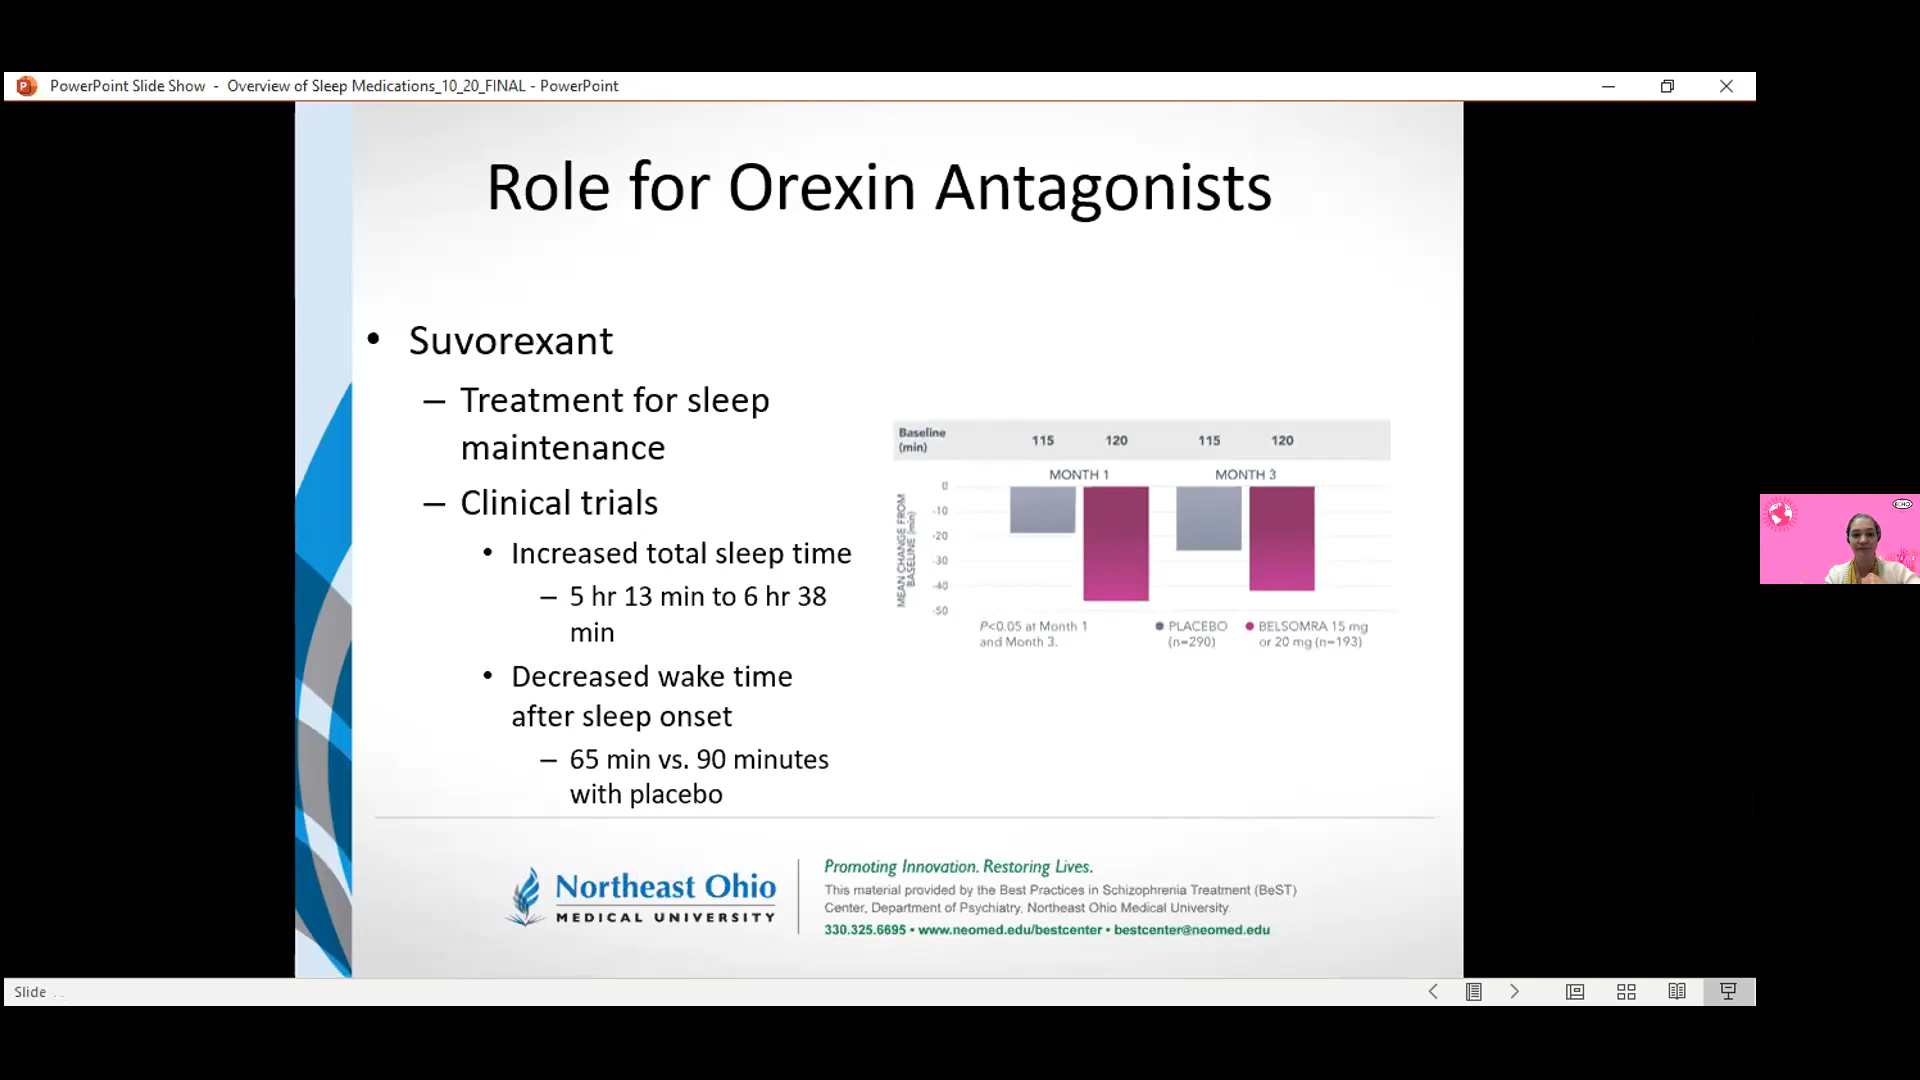 PowerPoint Slide Show - Overview of Sleep Medications_10_20_FINAL - PowerPoint
Role for Orexin Antagonists
• Suvorexant
– Treatment for sleep
maintenance
– Clinical trials
• Increased total sleep time
– 5 hr 13 min to 6 hr 38
min
• Decreased wake time
after sleep onset
– 65 min vs. 90 minutes
with placebo
Baseline
(min)
115 120 115 120
MONTH 1 MONTH 3
MEAN CHANGE FROM
BASELINE (min)
0
-10
-20
-30
-40
-50
P<0.05 at Month 1
and Month 3.
PLACEBO
(n=290)
BELSOMRA 15 mg
or 20 mg (n=193)
Northeast Ohio
MEDICAL UNIVERSITY
Promoting Innovation. Restoring Lives.
This material provided by the Best Practices in Schizophrenia Treatment (BeST)
Center, Department of Psychiatry, Northeast Ohio Medical University.
330.325.6695 • www.neomed.edu/bestcenter • bestcenter@neomed.edu
Slide
ECHO